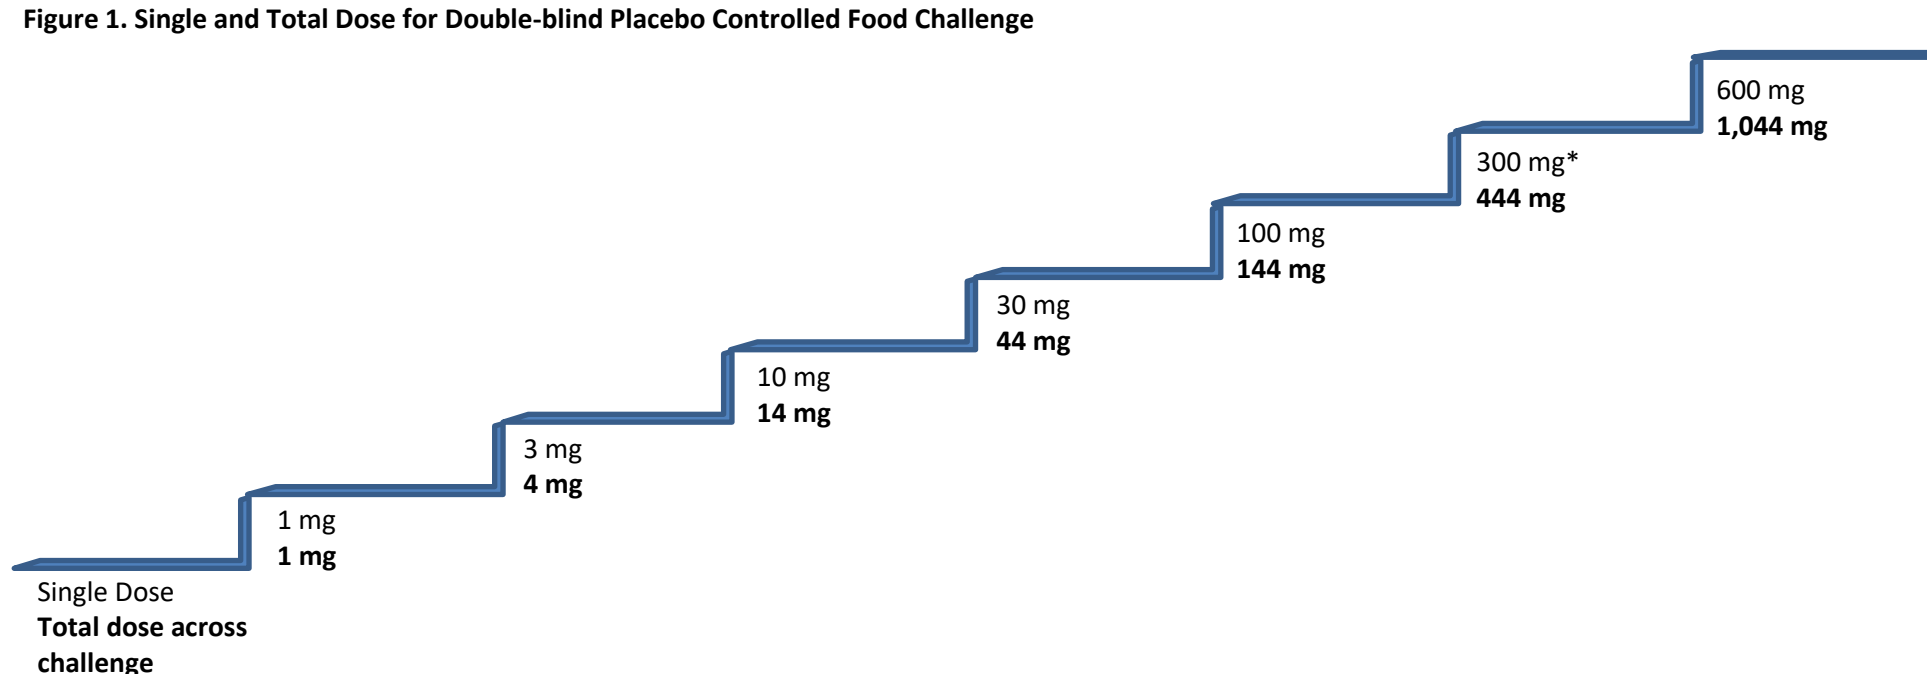 Figure 1. Single and Total Dose for Double-blind Placebo Controlled Food Challenge
600 mg
1,044 mg
300 mg*
444 mg
100 mg
144 mg
30 mg
44 mg
10 mg
14 mg
3 mg
4 mg
1 mg
1 mg
Single Dose
Total dose across
challenge